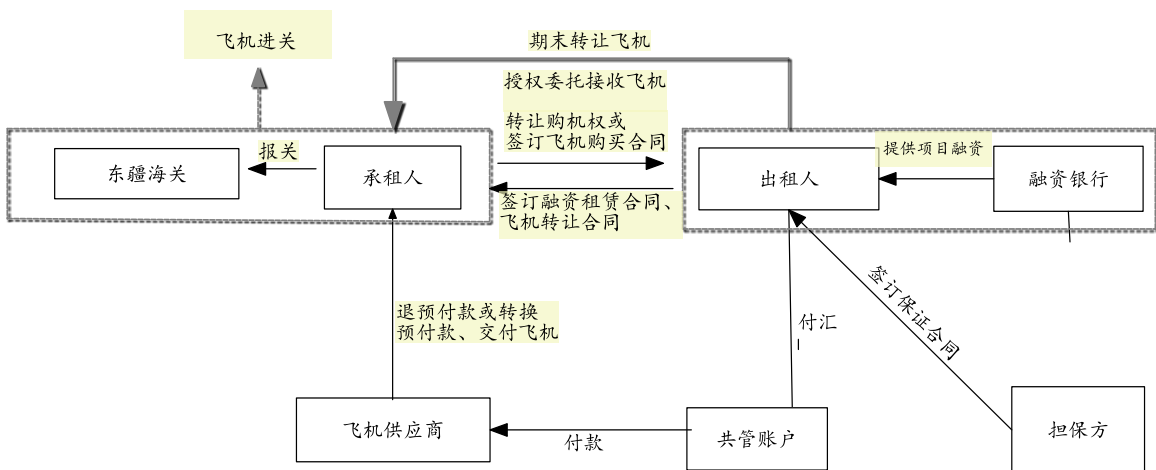 飞机进关
期末转让飞机
授权委托接收飞机
转让购机权或
签订飞机购买合同
报关
提供项目融资
东疆海关
承租人
出租人
融资银行
签订融资租赁合同、
飞机转让合同
签订保证合同
退预付款或转换
预付款、交付飞机
付汇
飞机供应商
付款
共管账户
担保方